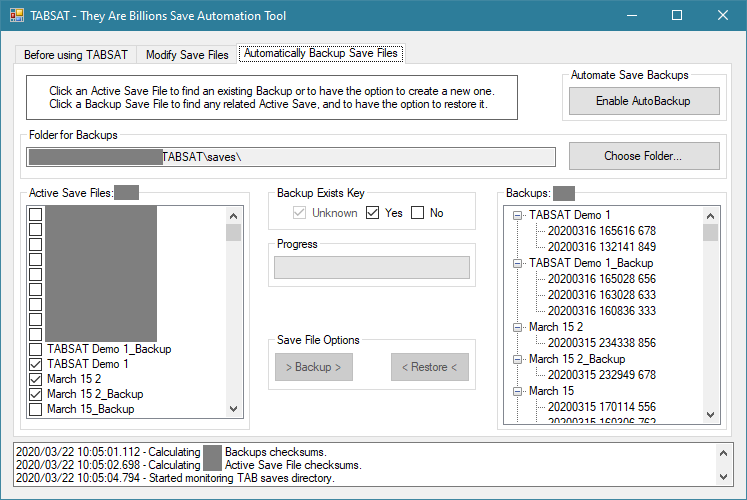 TABSAT - They Are Billions Save Automation Tool
Before using TABSAT
Modify Save Files
Automatically Backup Save Files
Click an Active Save File to find an existing Backup or to have the option to create a new one.
Click a Backup Save File to find any related Active Save, and to have the option to restore it.
Automate Save Backups
Enable AutoBackup
Folder for Backups
TABSAT\saves\
Choose Folder...
Active Save Files:
TABSAT Demo 1_Backup
TABSAT Demo 1
March 15 2
March 15 2_Backup
March 15_Backup
Backup Exists Key
Unknown
Yes
No
Progress
Save File Options
> Backup >
< Restore <
Backups:
TABSAT Demo 1
20200316 165616 678
20200316 132141 849
TABSAT Demo 1_Backup
20200316 165028 656
20200316 163028 633
20200316 160836 333
March 15 2
20200315 234338 856
March 15 2_Backup
20200315 232949 678
March 15
20200315 170114 556
20200315 160306 762
2020/03/22 10:05:01.112 - Calculating Backups checksums.
2020/03/22 10:05:02.698 - Calculating Active Save File checksums.
2020/03/22 10:05:04.794 - Started monitoring TAB saves directory.